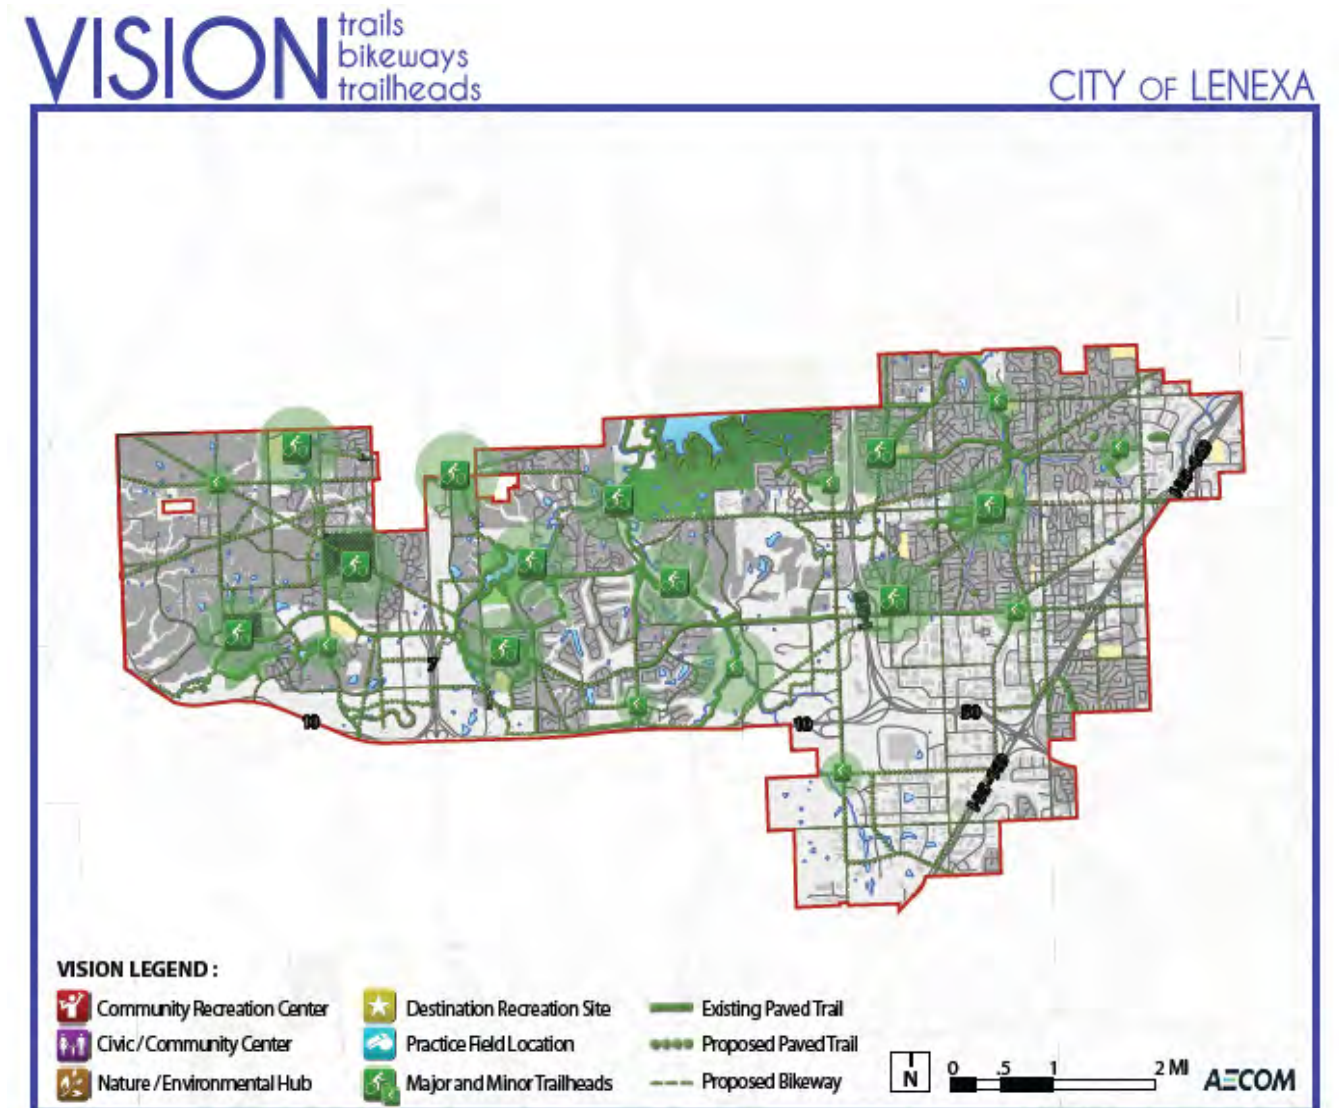 VISION
trails
bikeways
trailheads
CITY OF LENEXA
7
10
10
50
VISION LEGEND :
Community Recreation Center
Civic / Community Center
Nature / Environmental Hub
Destination Recreation Site
Practice Field Location
Major and Minor Trailheads
Existing Paved Trail
Proposed Paved Trail
Proposed Bikeway
N
0 .5 1 2 MI
AECOM